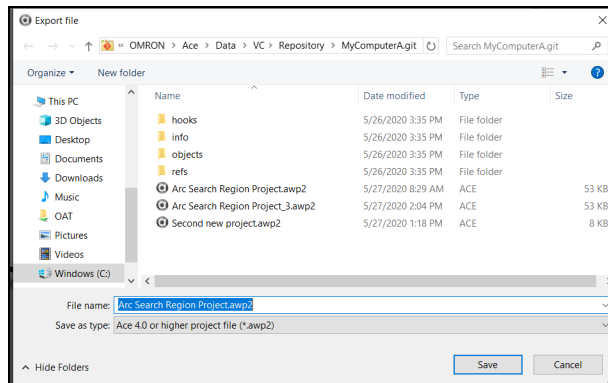 Export file
« OMRON > Ace > Data > VC > Repository > MyComputerA.git
Search MyComputerA.git
Organize
New folder
?
This PC
3D Objects
Desktop
Documents
Downloads
Music
OAT
Pictures
Videos
Windows (C:)
Name Date modified Type Size
hooks 5/26/2020 3:35 PM File folder
info 5/26/2020 3:35 PM File folder
objects 5/26/2020 3:35 PM File folder
refs 5/26/2020 3:35 PM File folder
Arc Search Region Project.awp2 5/27/2020 8:29 AM ACE 53 KB
Arc Search Region Project_3.awp2 5/27/2020 2:04 PM ACE 53 KB
Second new project.awp2 5/27/2020 1:18 PM ACE 8 KB
File name: Arc Search Region Project.awp2
Save as type: Ace 4.0 or higher project file (*.awp2)
Hide Folders
Save
Cancel